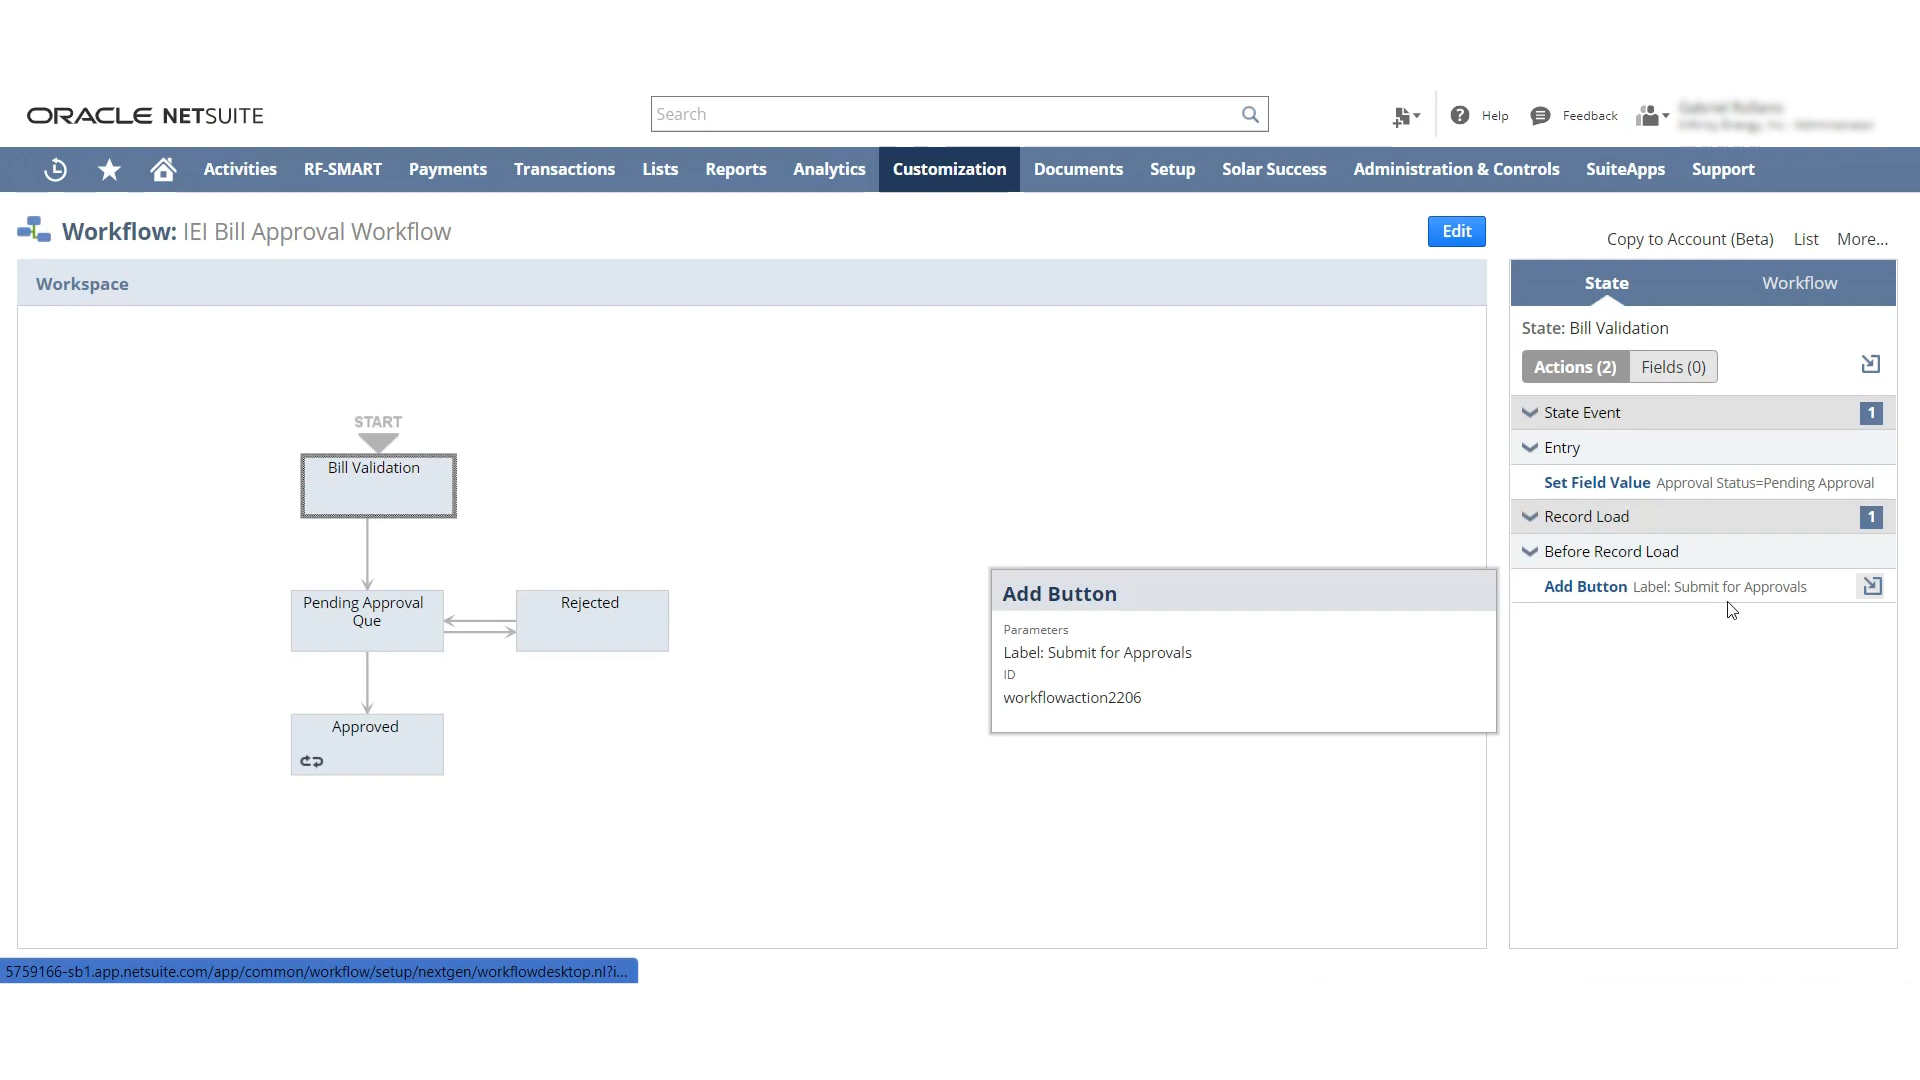 ORACLE NETSUITE
Search
Help
Feedback
Activities RF-SMART Payments Transactions Lists Reports Analytics Customization Documents Setup Solar Success Administration & Controls SuiteApps Support
Workflow: IEI Bill Approval Workflow
Edit
Copy to Account (Beta) List More...
Workspace
State Workflow
State: Bill Validation
Actions (2) Fields (0)
State Event 1
Entry
Set Field Value Approval Status=Pending Approval
Record Load 1
Before Record Load
Add Button Label: Submit for Approvals
START
Bill Validation
Pending Approval
Que
Rejected
Approved
Add Button
Parameters
Label: Submit for Approvals
ID
workflowaction2206
5759166-sb1.app.netsuite.com/app/common/workflow/setup/nextgen/workflowdesktop.nl?i...